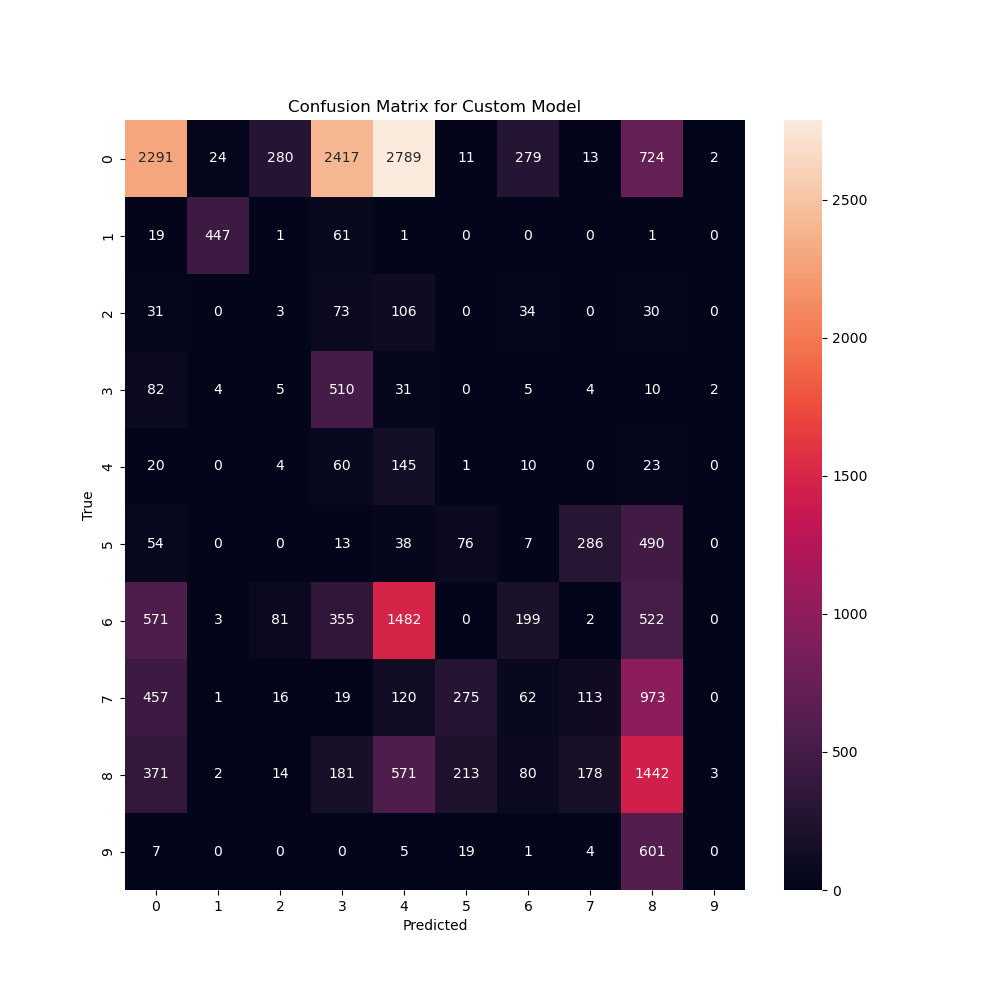 Confusion Matrix for Custom Model
0 2291 24 280 2417 2789 11 279 13 724 2
1 19 447 1 61 1 0 0 0 1 0
2 31 0 3 73 106 0 34 0 30 0
3 82 4 5 510 31 0 5 4 10 2
4 20 0 4 60 145 1 10 0 23 0
5 54 0 0 13 38 76 7 286 490 0
6 571 3 81 355 1482 0 199 2 522 0
7 457 1 16 19 120 275 62 113 973 0
8 371 2 14 181 571 213 80 178 1442 3
9 7 0 0 0 5 19 1 4 601 0
0 1 2 3 4 5 6 7 8 9
Predicted
True
2500
2000
1500
1000
500
0